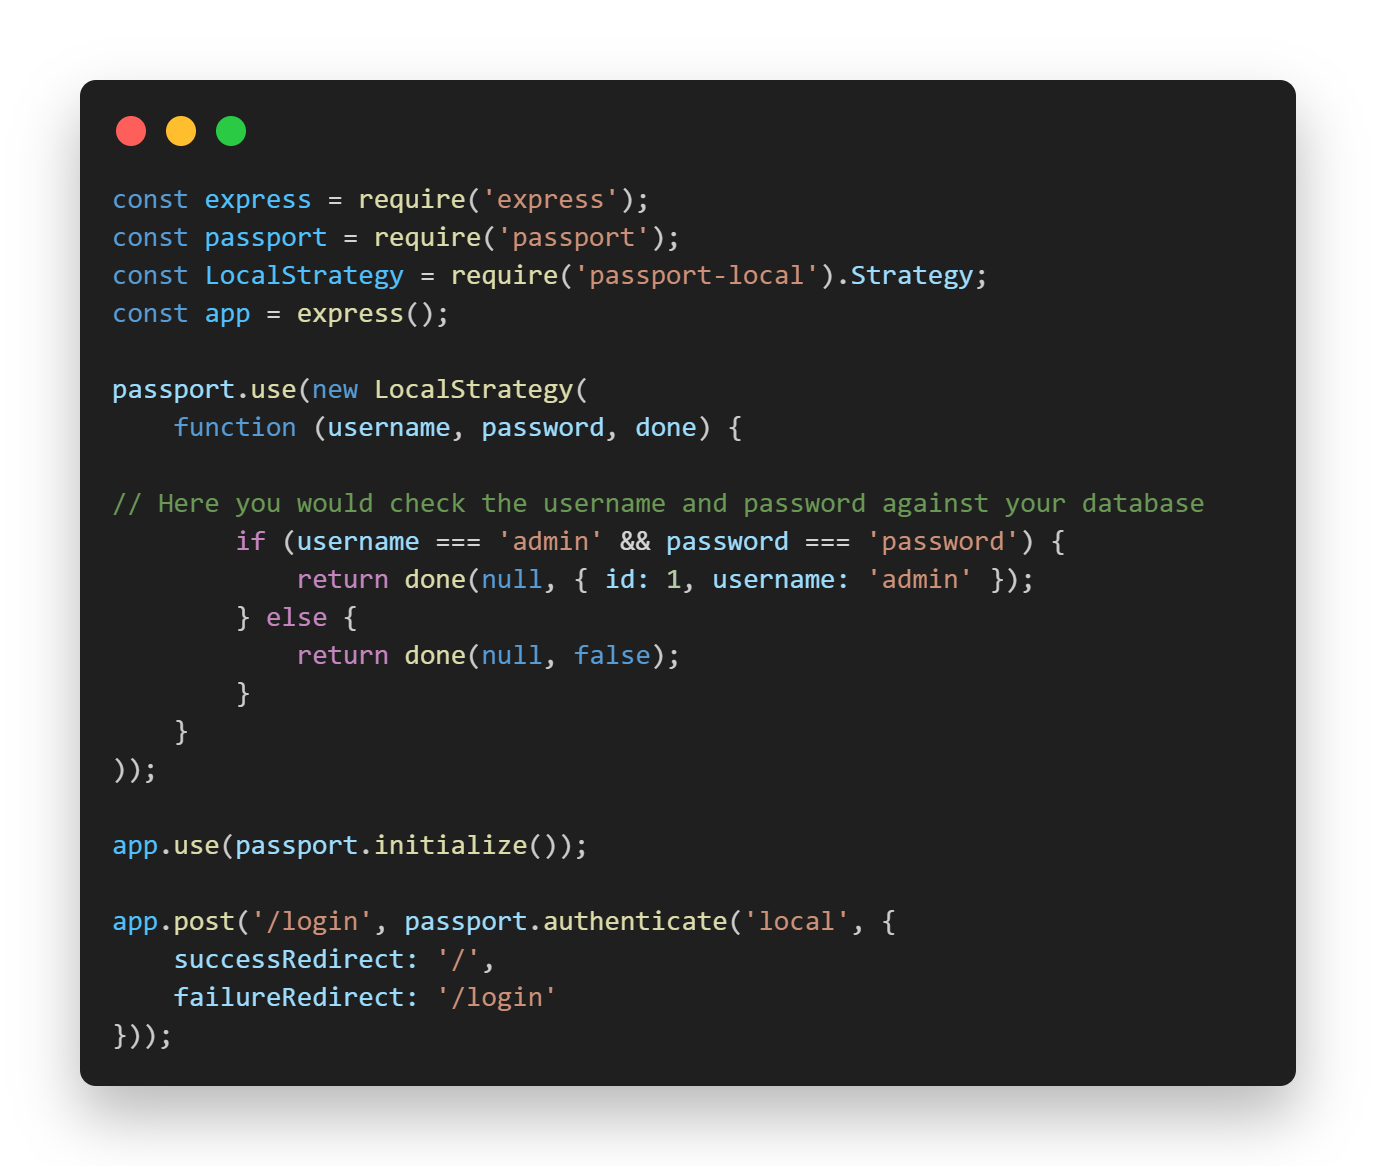 const express = require('express');
const passport = require('passport');
const LocalStrategy = require('passport-local').Strategy;
const app = express();

passport.use(new LocalStrategy(
    function (username, password, done) {

// Here you would check the username and password against your database
        if (username === 'admin' && password === 'password') {
            return done(null, { id: 1, username: 'admin' });
        } else {
            return done(null, false);
        }
    }
));

app.use(passport.initialize());

app.post('/login', passport.authenticate('local', {
    successRedirect: '/',
    failureRedirect: '/login'
}));